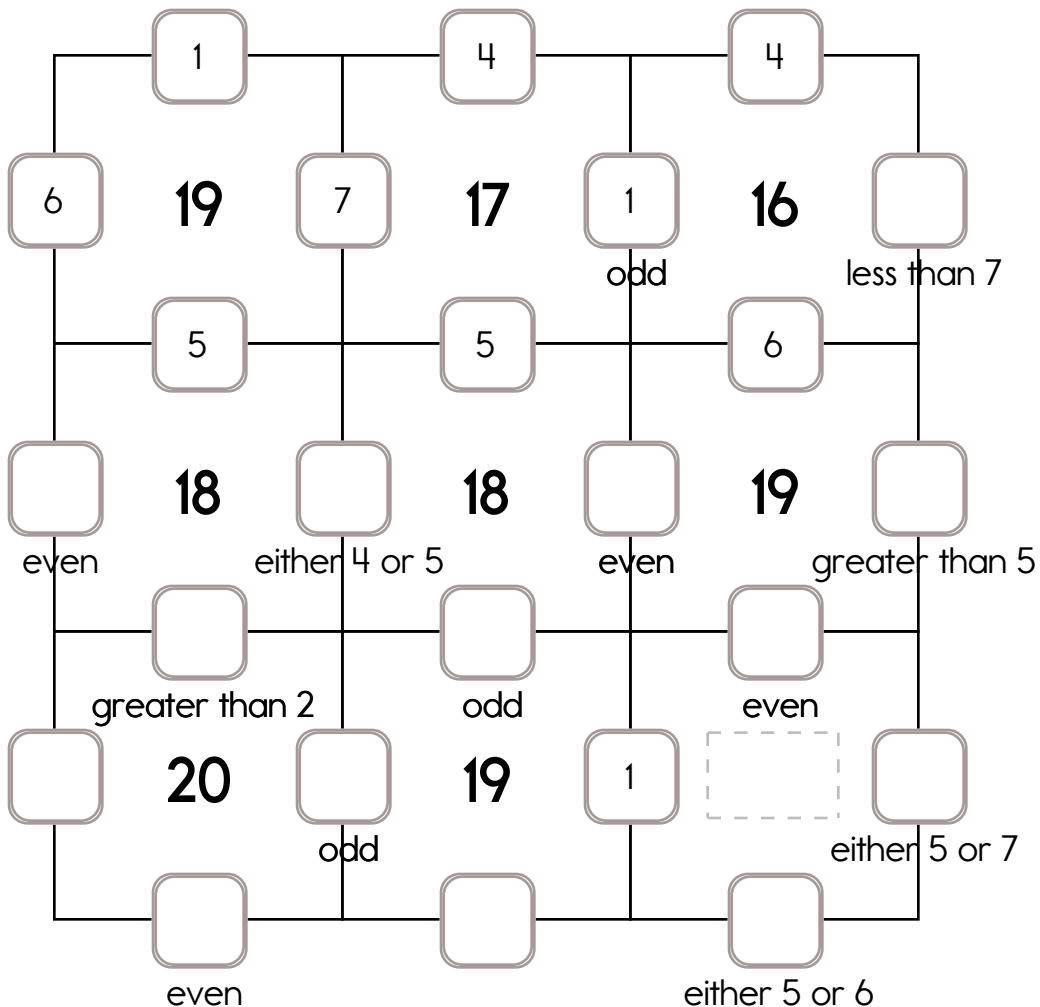 1 4 4
6 19 7 17 1 16
odd less than 7
5 5 6
18 18 19
even either 4 or 5 even greater than 5
greater than 2 odd even
20 19 1
odd either 5 or 7
even either 5 or 6